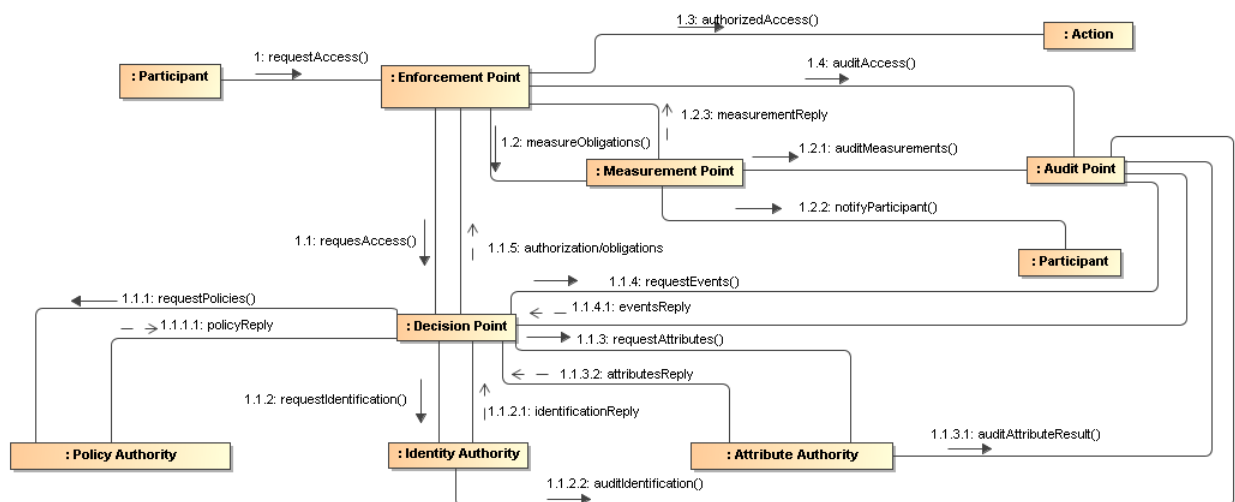 1.3: authorizedAccess()
: Action
1: requestAccess()
: Participant
: Enforcement Point
1.4: auditAccess()
1.2.3: measurementReply
1.2: measureObligations()
1.2.1: auditMeasurements()
: Measurement Point
: Audit Point
1.2.2: notifyParticipant()
1.1: requesAccess()
1.1.5: authorization/obligations
: Participant
1.1.4: requestEvents()
1.1.1: requestPolicies()
1.1.4.1: eventsReply
1.1.1.1: policyReply
: Decision Point
1.1.3: requestAttributes()
1.1.3.2: attributesReply
1.1.2: requestIdentification()
1.1.2.1: identificationReply
1.1.3.1: auditAttributeResult()
: Policy Authority
: Identity Authority
: Attribute Authority
1.1.2.2: auditIdentification()